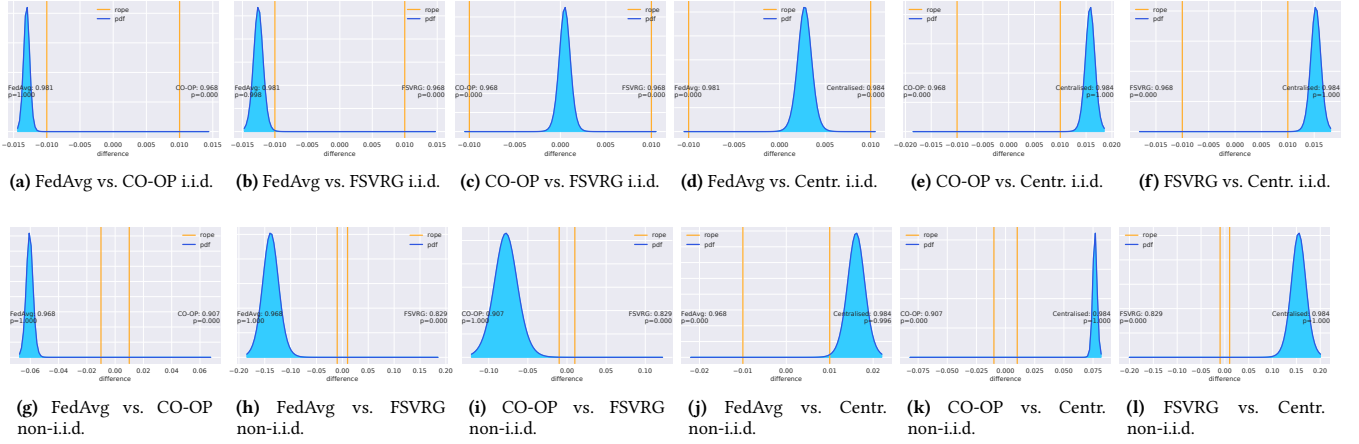 rope
pdf
FedAvg: 0.981
p=1.000
CO-OP: 0.968
p=0.000
−0.015 −0.010 −0.005 0.000 0.005 0.010 0.015
difference
(a) FedAvg vs. CO-OP i.i.d.
rope
pdf
FedAvg: 0.981
p=0.998
FSVRG: 0.968
p=0.000
−0.015 −0.010 −0.005 0.000 0.005 0.010 0.015
difference
(b) FedAvg vs. FSVRG i.i.d.
rope
pdf
CO-OP: 0.968
p=0.000
FSVRG: 0.968
p=0.000
−0.010 −0.005 0.000 0.005 0.010
difference
(c) CO-OP vs. FSVRG i.i.d.
rope
pdf
FedAvg: 0.981
p=0.000
Centralised: 0.984
p=0.000
−0.010 −0.005 0.000 0.005 0.010
difference
(d) FedAvg vs. Centr. i.i.d.
rope
pdf
CO-OP: 0.968
p=0.000
Centralised: 0.984
p=1.000
−0.020 −0.015 −0.010 −0.005 0.000 0.005 0.010 0.015 0.020
difference
(e) CO-OP vs. Centr. i.i.d.
rope
pdf
FSVRG: 0.968
p=0.000
Centralised: 0.984
p=1.000
−0.015 −0.010 −0.005 0.000 0.005 0.010 0.015
difference
(f) FSVRG vs. Centr. i.i.d.
rope
pdf
FedAvg: 0.968
p=1.000
CO-OP: 0.907
p=0.000
−0.06 −0.04 −0.02 0.00 0.02 0.04 0.06
difference
(g) FedAvg vs. CO-OP
non-i.i.d.
rope
pdf
FedAvg: 0.968
p=1.000
FSVRG: 0.829
p=0.000
−0.20 −0.15 −0.10 −0.05 0.00 0.05 0.10 0.15 0.20
difference
(h) FedAvg vs. FSVRG
non-i.i.d.
rope
pdf
CO-OP: 0.907
p=1.000
FSVRG: 0.829
p=0.000
−0.10 −0.05 0.00 0.05 0.10
difference
(i) CO-OP vs. FSVRG
non-i.i.d.
rope
pdf
FedAvg: 0.968
p=0.000
Centralised: 0.984
p=0.996
−0.02 −0.01 0.00 0.01 0.02
difference
(j) FedAvg vs. Centr.
non-i.i.d.
rope
pdf
CO-OP: 0.907
p=0.000
Centralised: 0.984
p=1.000
−0.075 −0.050 −0.025 0.000 0.025 0.050 0.075
difference
(k) CO-OP vs. Centr.
non-i.i.d.
rope
pdf
FSVRG: 0.829
p=0.000
Centralised: 0.984
p=1.000
−0.20 −0.15 −0.10 −0.05 0.00 0.05 0.10 0.15 0.20
difference
(l) FSVRG vs. Centr.
non-i.i.d.